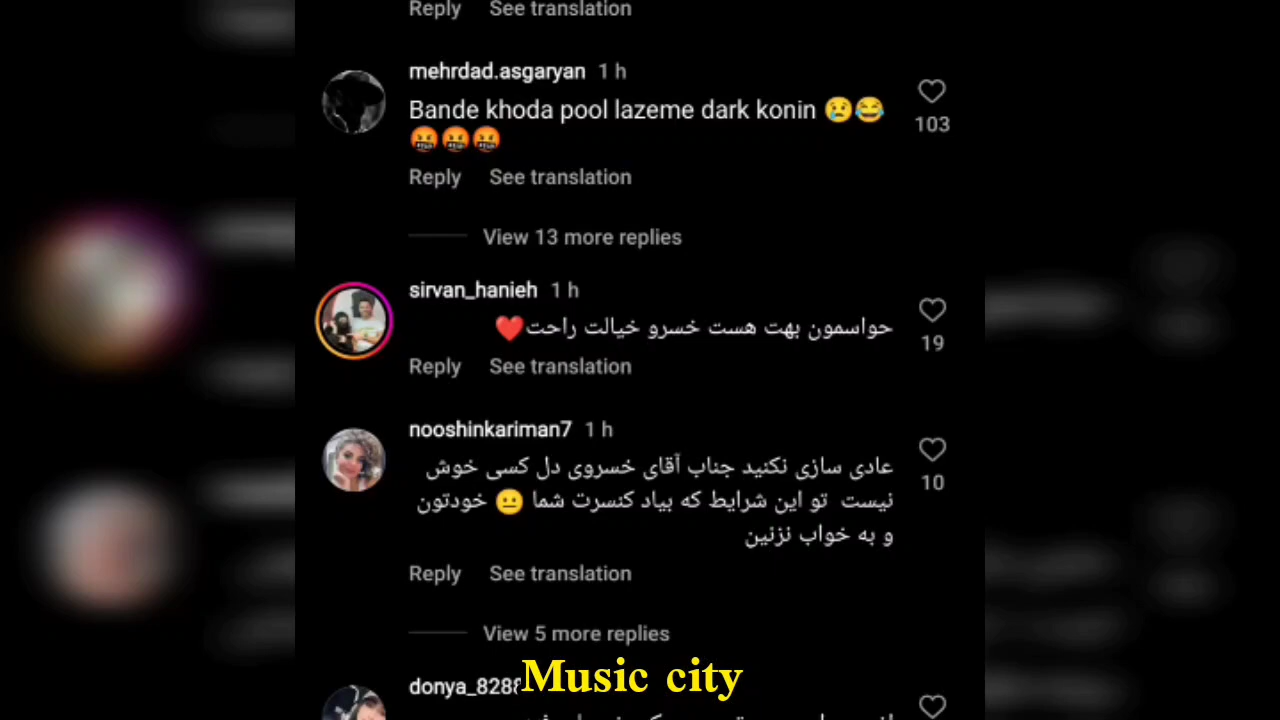 Reply See translation
mehrdad.asgaryan 1 h
Bande khoda pool lazeme dark konin 😢😂
🤬🤬🤬
103
Reply See translation
View 13 more replies
sirvan_hanieh 1 h
حواسمون بهت هست خسرو خیالت راحت❤️
19
Reply See translation
nooshinkariman7 1 h
عادی سازی نکنید جناب آقای خسروی دل کسی خوش
نیست تو این شرایط که بیاد کنسرت شما 😐 خودتون
و به خواب نزئین
10
Reply See translation
View 5 more replies
donya_8288
Music city